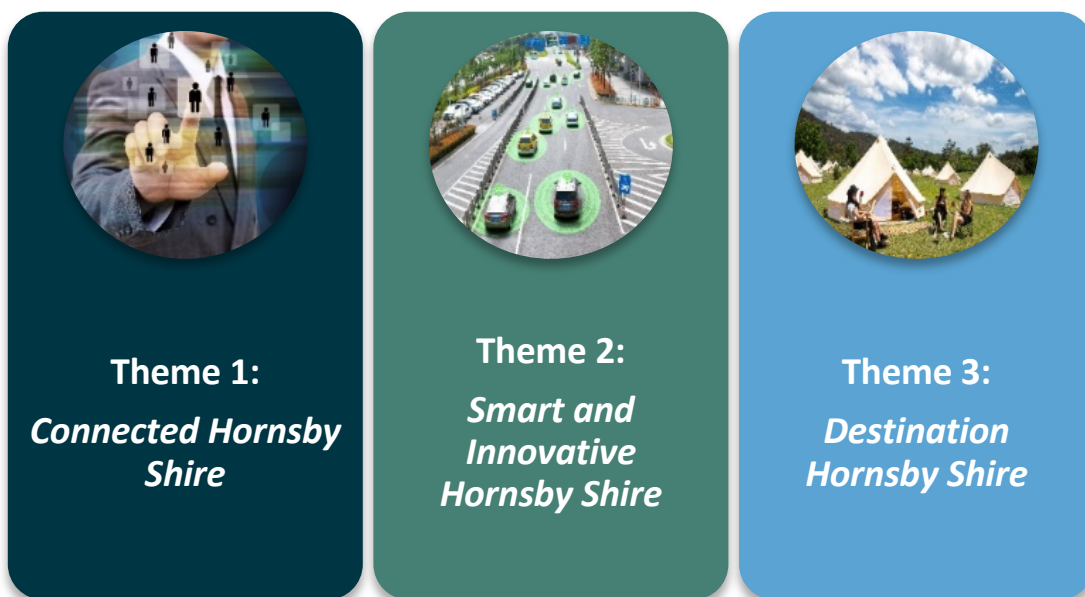 Theme 1:
Connected Hornsby
Shire
Theme 2:
Smart and
Innovative
Hornsby Shire
Theme 3:
Destination
Hornsby Shire